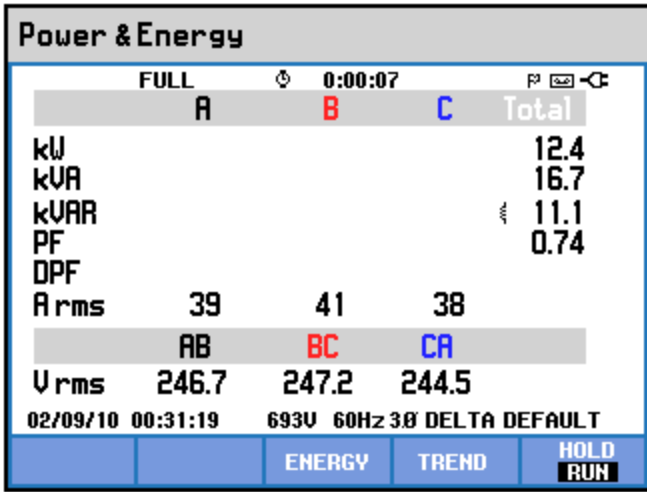 Power & Energy
FULL 0:00:07
A B C Total
kW 12.4
kVA 16.7
kVAR 11.1
PF 0.74
DPF
A rms 39 41 38
AB BC CA
V rms 246.7 247.2 244.5
02/09/10 00:31:19 693V 60Hz 3.Ø DELTA DEFAULT
ENERGY TREND HOLD
RUN